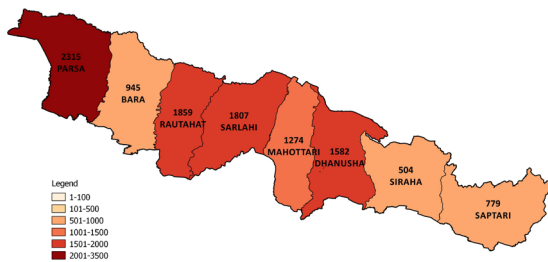 2315
PARSA
945
BARA
1859
RAUTAHAT
1807
SARLAHI
1274
MAHOTTARI
1582
DHANUSHA
504
SIRAHA
779
SAPTARI
Legend
1-100
101-500
501-1000
1001-1500
1501-2000
2001-3500